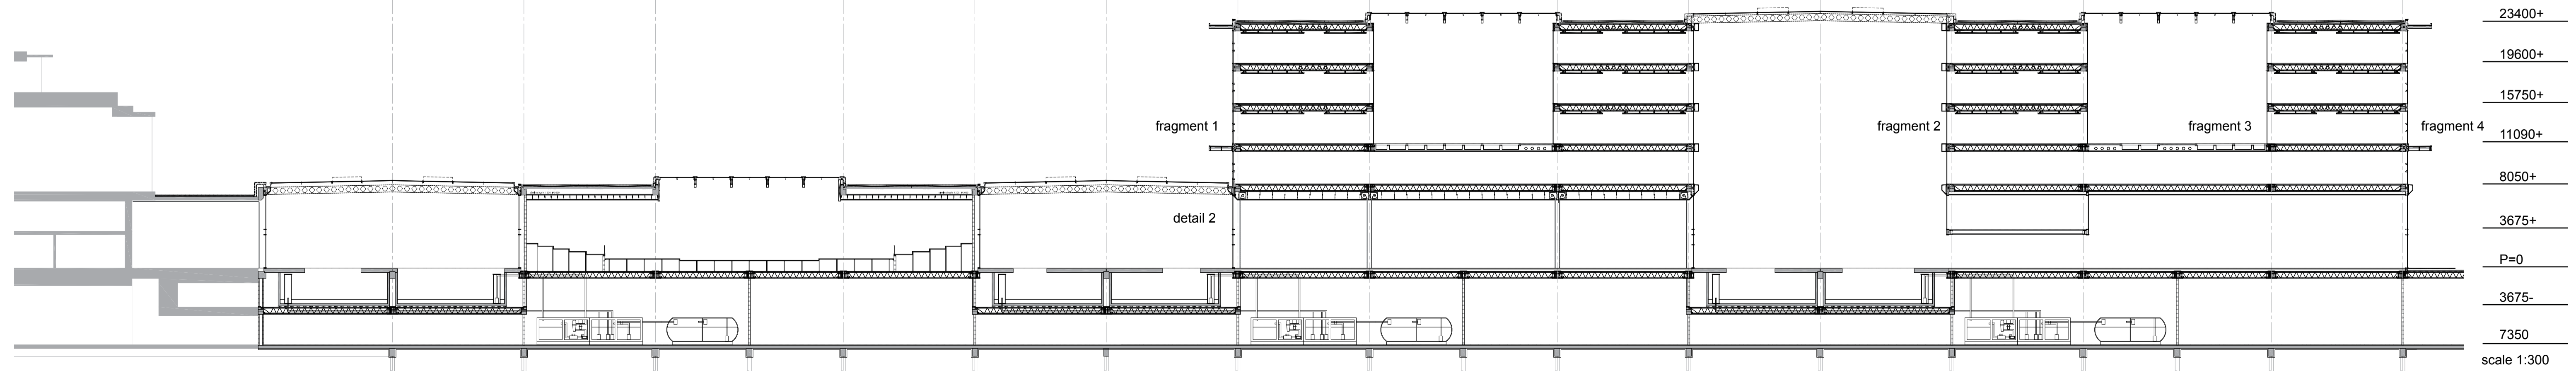 23400+
19600+
15750+
fragment 1
fragment 2
fragment 3
fragment 4
11090+
8050+
detail 2
3675+
P=0
3675-
7350
scale 1:300